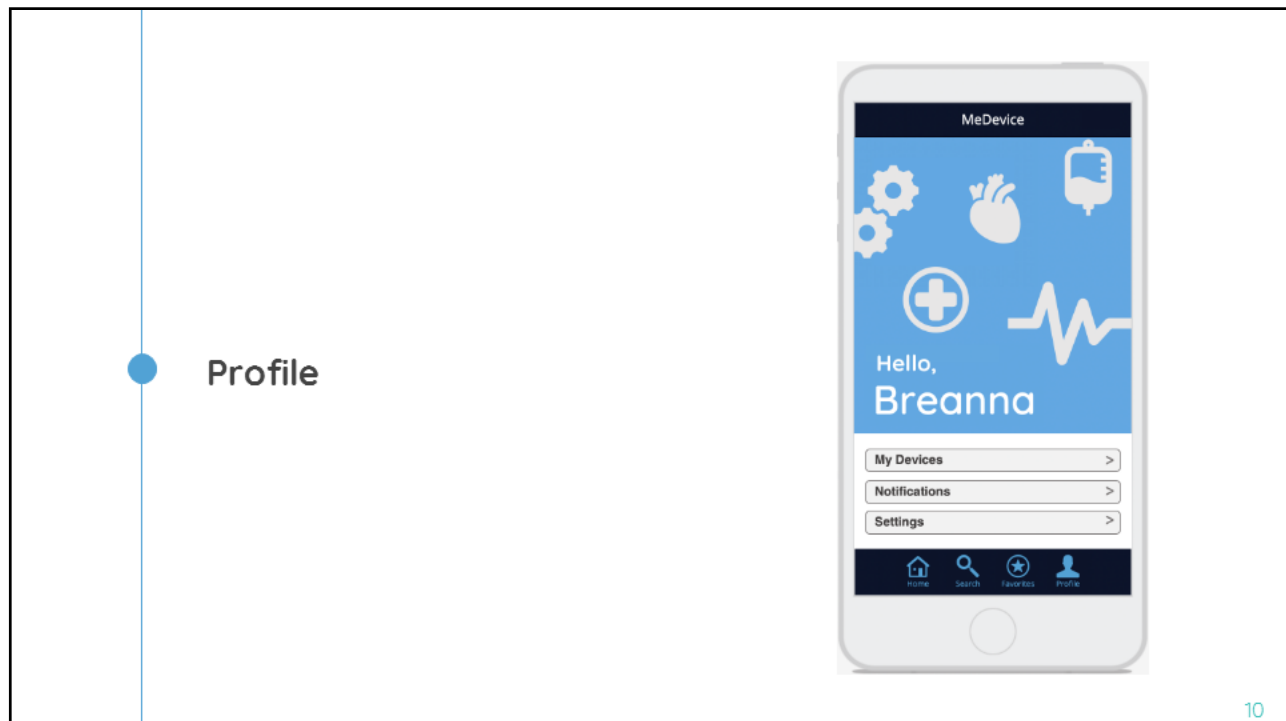 Profile
MeDevice
Hello,
Breanna
My Devices >
Notifications >
Settings >
Home Search Favorites Profile
10